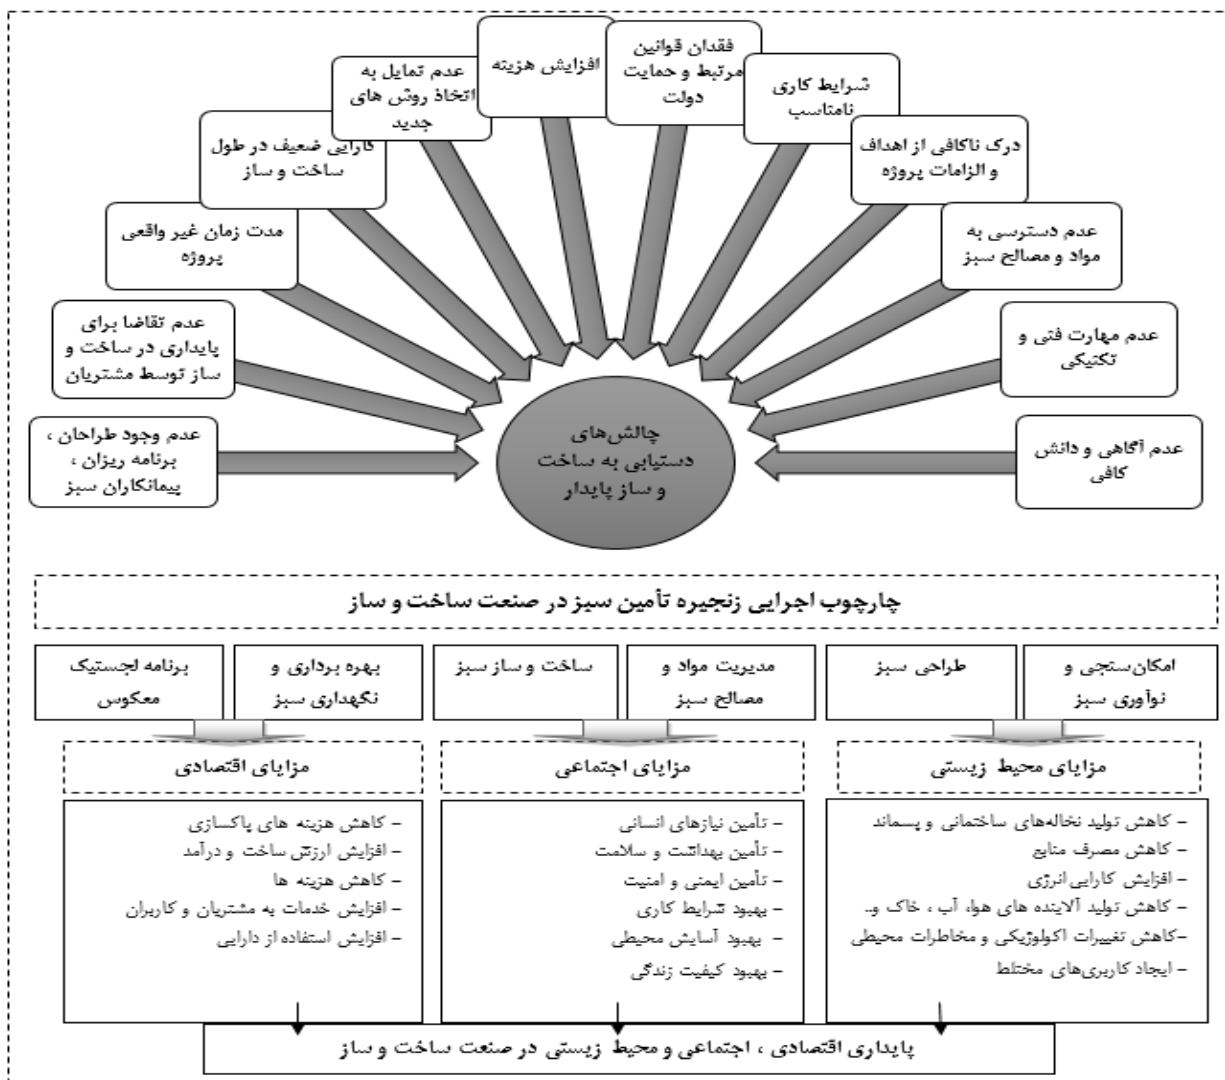 افزایش هزینه
فقدان قوانین
مرتبط و حمایت
دولت
عدم تمایل به
اتخاذ روش های
جدید
شرایط کاری
نامتاسب
کارایی ضعیف در طول
ساخت و ساز
درک ناکافی از اهداف
و الزامات پروژه
مدت زمان غیر واقعی
پروژه
عدم دسترسی به
مواد و مصالح سبز
عدم تقاضا برای
پایداری در ساخت و
ساز توسط مشتریان
عدم مهارت فتی و
تکتیکی
عدم وجود طراحان ،
برنامه ریزان ،
پیمانکاران سبز
عدم آگاهی و دانش
کافی
چالش‌های
دستیابی به ساخت
و ساز پایدار
چارچوب اجرایی زنجیره تأمین سبز در صنعت ساخت و ساز
امکان‌ستجی و
نوآوری سبز
طراحی سبز
مدیریت مواد و
مصالح سبز
ساخت و ساز سبز
بهره برداری و
نگهداری سبز
برنامه لجستیک
معکوس
مزایای محیط زیستی
- کاهش تولید نخاله‌های ساختمانی و پسماند
- کاهش مصرف منابع
- افزایش کارایی انرژی
- کاهش تولید آلاینده های هوا، آب ، خاک و..
-کاهش تغییرات اکولوژیکی و مخاطرات محیطی
- ایجاد کاربری‌های مختلط
مزایای اجتماعی
- تأمین نیازهای انسانی
- تأمین بهداشت و سلامت
- تأمین ایمنی و امنیت
- بهبود شرایط کاری
- بهبود آسایش محیطی
- بهبود کیفیت زندگی
مزایای اقتصادی
- کاهش هزینه های پاکسازی
- افزایش ارزش ساخت و درآمد
- کاهش هزینه ها
- افزایش خدمات به مشتریان و کاربران
- افزایش استفاده از دارایی
پایداری اقتصادی ، اجتماعی و محیط زیستی در صنعت ساخت و ساز